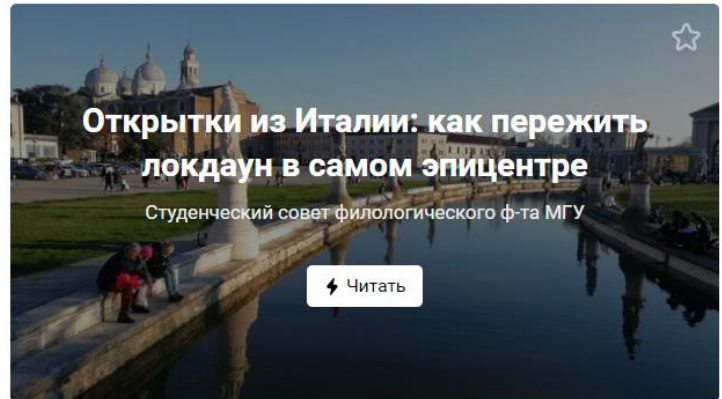 Открытки из Италии: как пережить
локдаун в самом эпицентре
Студенческий совет филологического ф-та МГУ
Читать